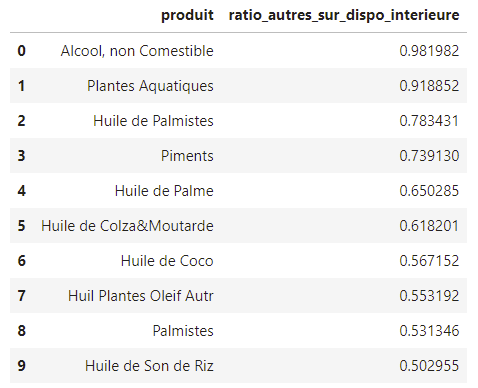 produit ratio_autres_sur_dispo_interieure
0 Alcool, non Comestible 0.981982
1 Plantes Aquatiques 0.918852
2 Huile de Palmistes 0.783431
3 Piments 0.739130
4 Huile de Palme 0.650285
5 Huile de Colza&Moutarde 0.618201
6 Huile de Coco 0.567152
7 Huil Plantes Oleif Autr 0.553192
8 Palmistes 0.531346
9 Huile de Son de Riz 0.502955